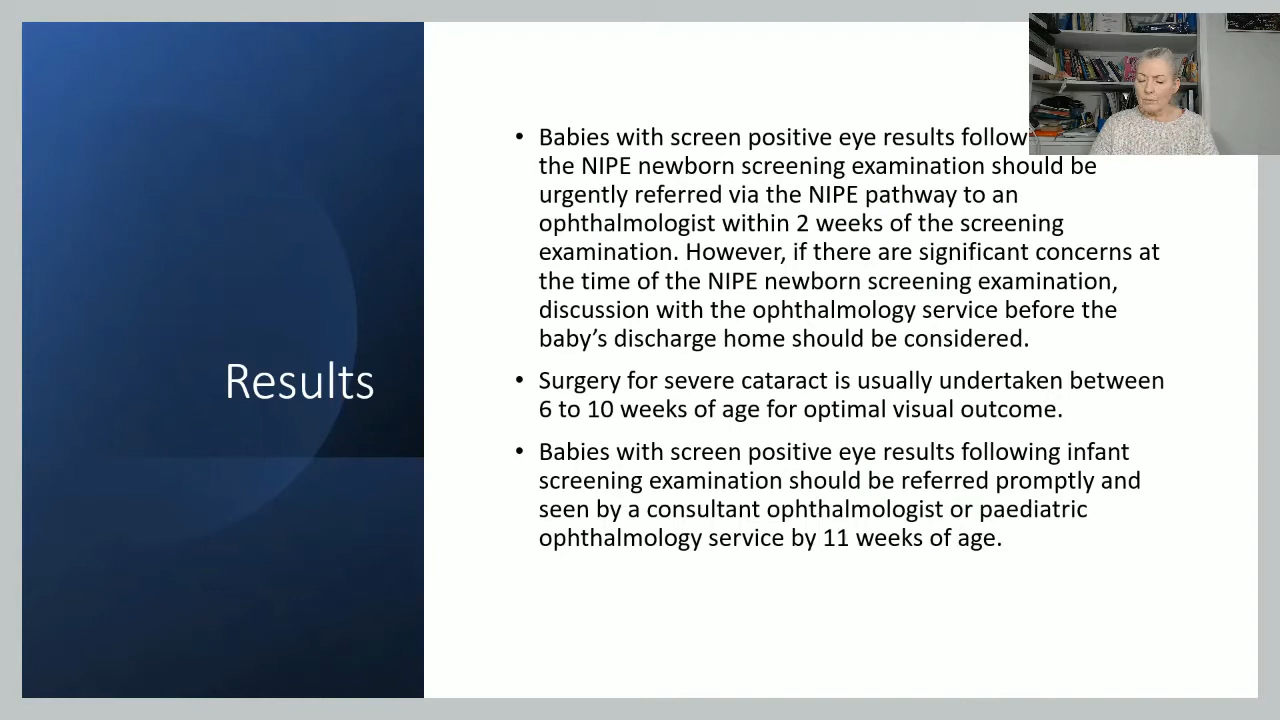 Results
• Babies with screen positive eye results follow
the NIPE newborn screening examination should be
urgently referred via the NIPE pathway to an
ophthalmologist within 2 weeks of the screening
examination. However, if there are significant concerns at
the time of the NIPE newborn screening examination,
discussion with the ophthalmology service before the
baby’s discharge home should be considered.
• Surgery for severe cataract is usually undertaken between
6 to 10 weeks of age for optimal visual outcome.
• Babies with screen positive eye results following infant
screening examination should be referred promptly and
seen by a consultant ophthalmologist or paediatric
ophthalmology service by 11 weeks of age.